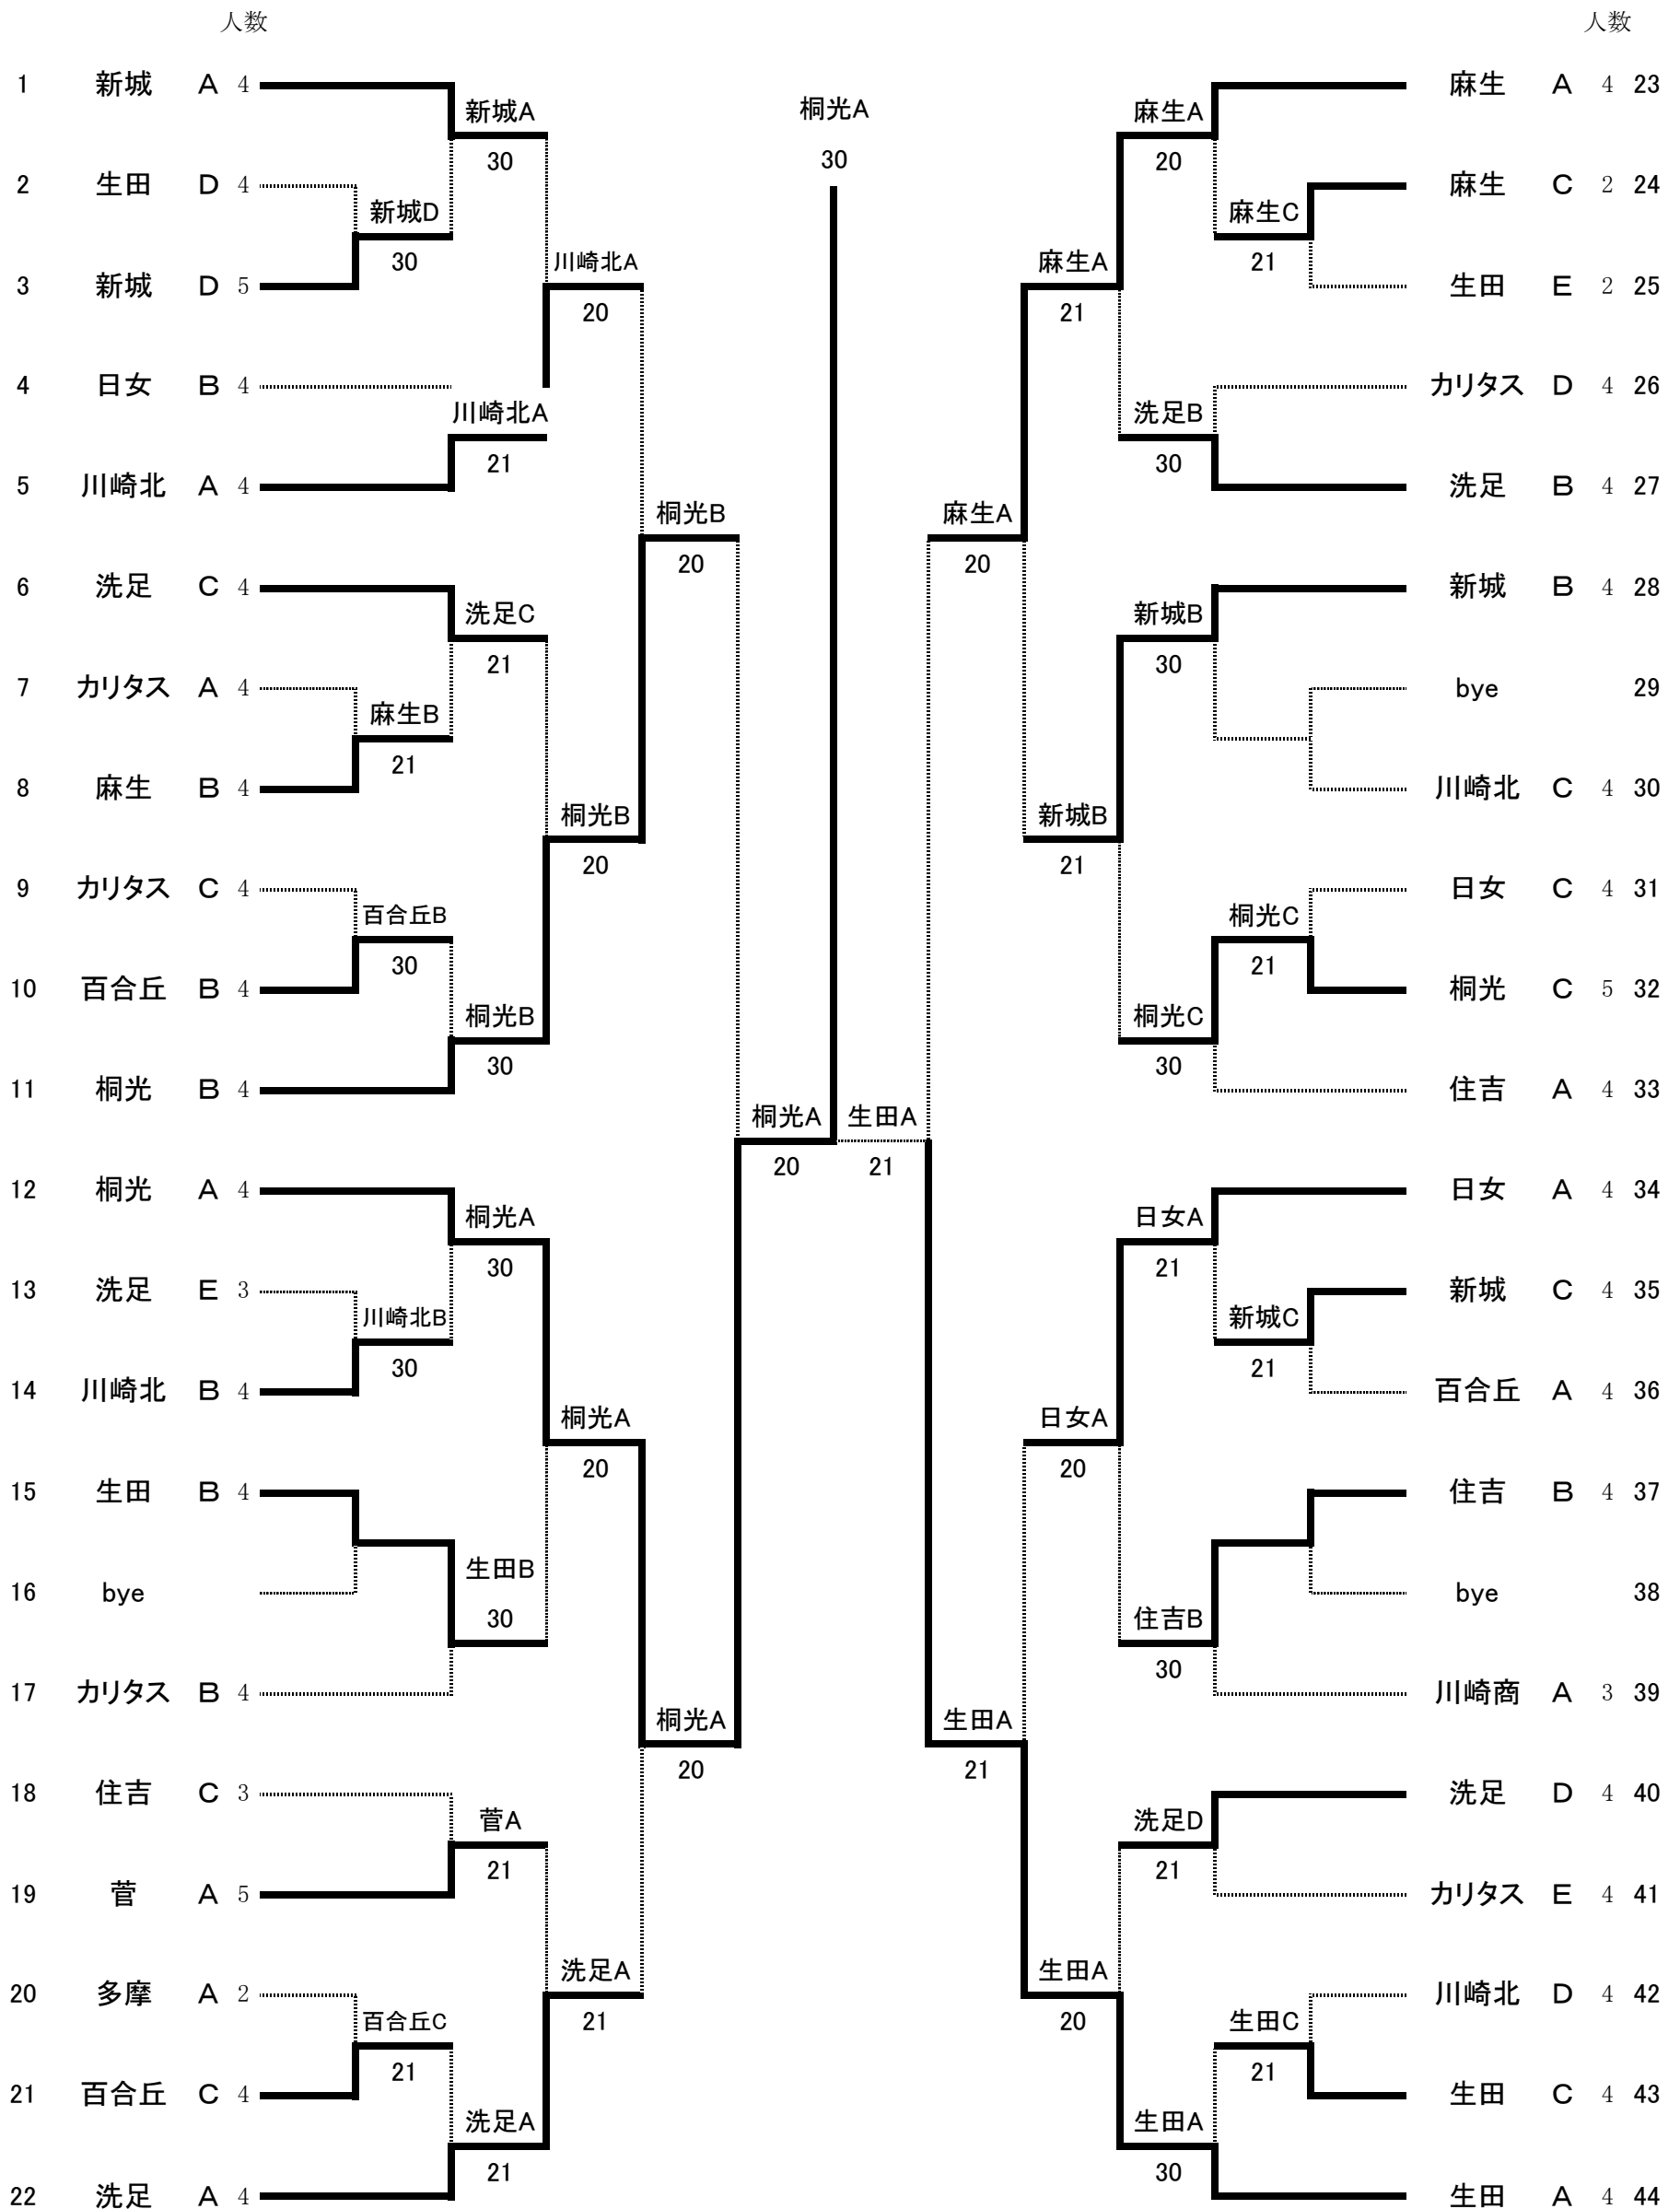 人数 人数
1 新城 A 4 麻生 A 4 23
桐光A
新城A 麻生A
30 30 20
2 生田 D 4 麻生 C 2 24
新城D 麻生C
30 川崎北A 麻生A 21
3 新城 D 5 生田 E 2 25
20 21
4 日女 B 4 カリタス D 4 26
川崎北A 洗足B
21 30
5 川崎北 A 4 洗足 B 4 27
桐光B 麻生A
20 20
6 洗足 C 4 新城 B 4 28
洗足C 新城B
21 30
7 カリタス A 4 bye 29
麻生B
21
8 麻生 B 4 川崎北 C 4 30
桐光B 新城B
20 21
9 カリタス C 4 日女 C 4 31
百合丘B 桐光C
30 21
10 百合丘 B 4 桐光 C 5 32
桐光B 桐光C
30 30
11 桐光 B 4 住吉 A 4 33
桐光A 生田A
20 21
12 桐光 A 4 日女 A 4 34
桐光A 日女A
30 21
13 洗足 E 3 新城 C 4 35
川崎北B 新城C
30 21
14 川崎北 B 4 百合丘 A 4 36
桐光A 日女A
20 20
15 生田 B 4 住吉 B 4 37
生田B
16 bye bye 38
30 住吉B
30
17 カリタス B 4 川崎商 A 3 39
桐光A 生田A
20 21
18 住吉 C 3 洗足 D 4 40
菅A 洗足D
21 21
19 菅 A 5 カリタス E 4 41
洗足A 生田A
20 多摩 A 2 川崎北 D 4 42
百合丘C 21 20 生田C
21 21
21 百合丘 C 4 生田 C 4 43
洗足A 生田A
21 30
22 洗足 A 4 生田 A 4 44